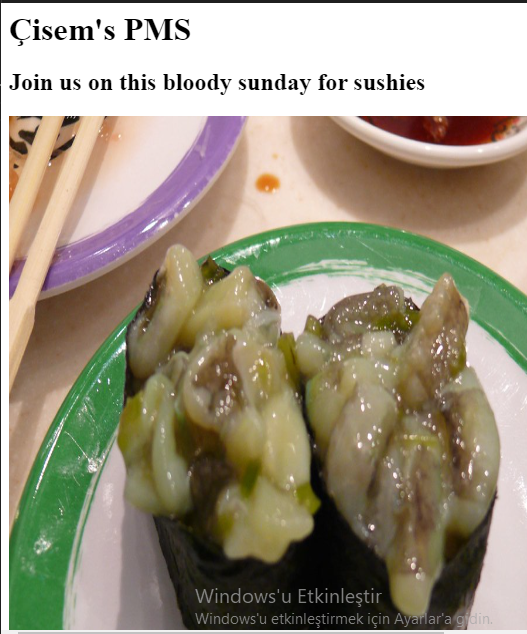 Çisem's PMS
Join us on this bloody sunday for sushies
Windows'u Etkinleştir
Windows'u etkinleştirmek için Ayarlar'a gidin.